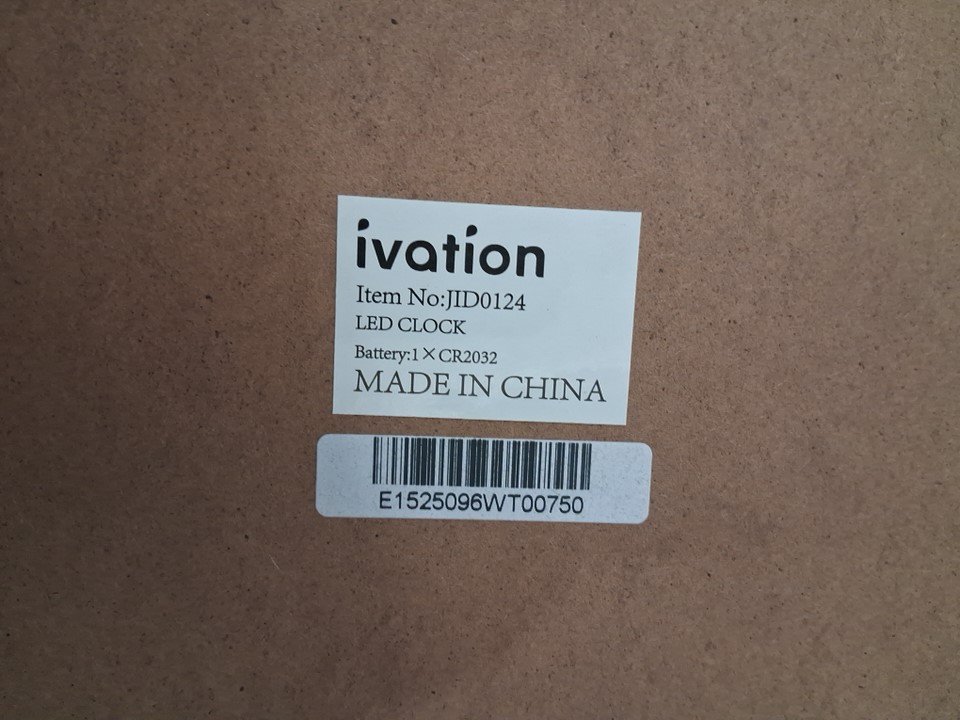 ivation
Item No:JID0124
LED CLOCK
Battery:1×CR2032
MADE IN CHINA
E1525096WT00750